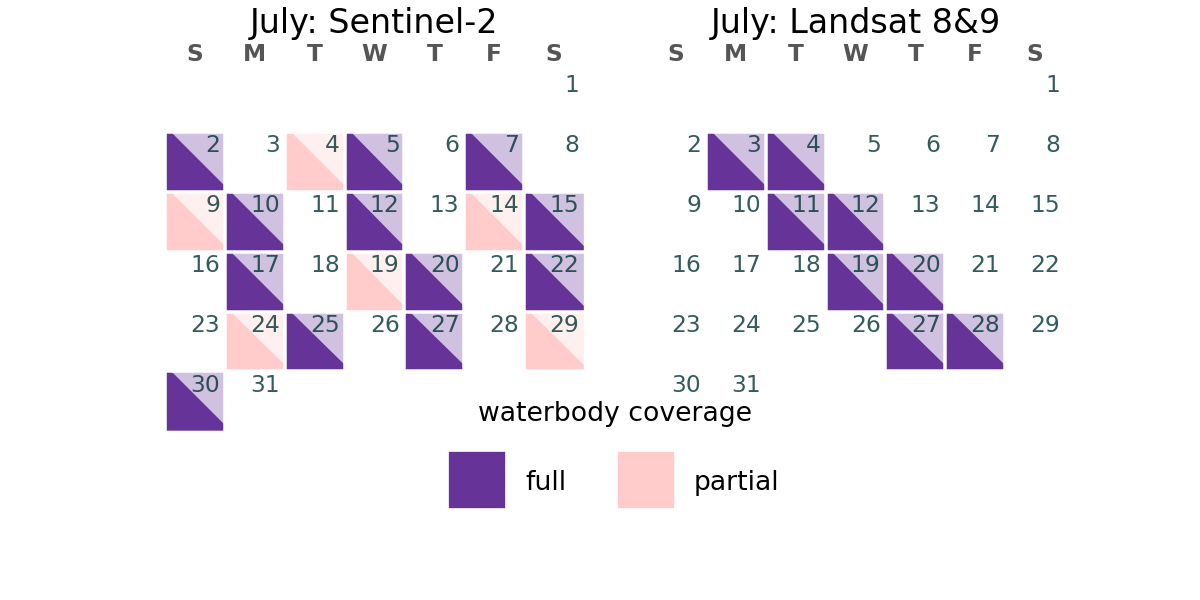 July: Sentinel-2
S M T W T F S
1
2 3 4 5 6 7 8
9 10 11 12 13 14 15
16 17 18 19 20 21 22
23 24 25 26 27 28 29
30 31
July: Landsat 8&9
S M T W T F S
1
2 3 4 5 6 7 8
9 10 11 12 13 14 15
16 17 18 19 20 21 22
23 24 25 26 27 28 29
30 31
waterbody coverage
full partial